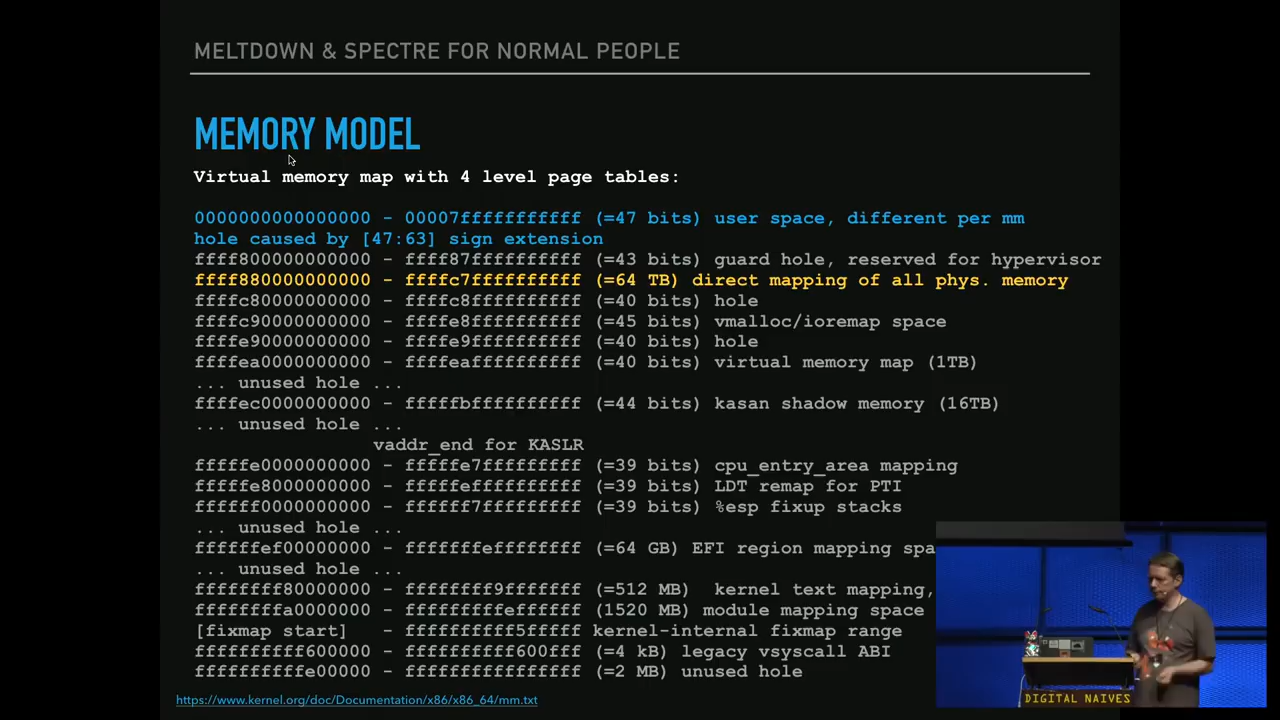 MELTDOWN & SPECTRE FOR NORMAL PEOPLE
MEMORY MODEL
Virtual memory map with 4 level page tables:
0000000000000000 - 00007fffffffffff (=47 bits) user space, different per mm
hole caused by [47:63] sign extension
ffff800000000000 - ffff87ffffffffff (=43 bits) guard hole, reserved for hypervisor
ffff880000000000 - ffffc7ffffffffff (=64 TB) direct mapping of all phys. memory
ffffc80000000000 - ffffc8ffffffffff (=40 bits) hole
ffffc90000000000 - ffffe8ffffffffff (=45 bits) vmalloc/ioremap space
ffffe90000000000 - ffffe9ffffffffff (=40 bits) hole
ffffea0000000000 - ffffeaffffffffff (=40 bits) virtual memory map (1TB)
... unused hole ...
ffffec0000000000 - fffffbffffffffff (=44 bits) kasan shadow memory (16TB)
... unused hole ...
vaddr_end for KASLR
fffffe0000000000 - fffffe7fffffffff (=39 bits) cpu_entry_area mapping
fffffe8000000000 - fffffeffffffffff (=39 bits) LDT remap for PTI
ffffff0000000000 - ffffff7fffffffff (=39 bits) %esp fixup stacks
... unused hole ...
ffffffef00000000 - fffffffeffffffff (=64 GB) EFI region mapping spa
... unused hole ...
ffffffff80000000 - ffffffff9fffffff (=512 MB) kernel text mapping,
ffffffffa0000000 - fffffffffeffffff (1520 MB) module mapping space
[fixmap start] - ffffffffff5fffff kernel-internal fixmap range
ffffffffff600000 - ffffffffff600fff (=4 kB) legacy vsyscall ABI
ffffffffffe00000 - ffffffffffffffff (=2 MB) unused hole
https://www.kernel.org/doc/Documentation/x86/x86_64/mm.txt
DIGITAL NAIVES